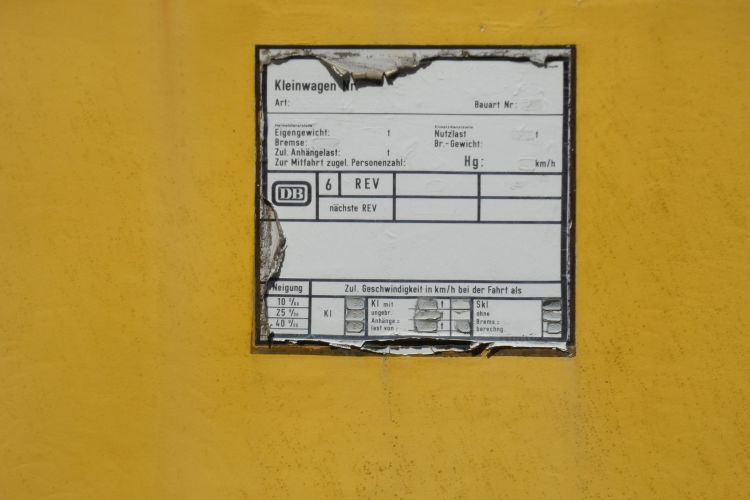 Kleinwagen Nr
Art: Bauart Nr:
Eigengewicht: t Nutzlast t
Bremse: Br.-Gewicht:
Zul. Anhängelast: t
Zur Mitfahrt zugel. Personenzahl: Hg: km/h
DB 6 REV
nächste REV
Neigung Zul. Geschwindigkeit in km/h bei der Fahrt als
10 ‰ Kl Kl mit t Skl
25 ‰ ungebr. ohne
40 ‰ Anhänge= Brems=
last von: t berechng.